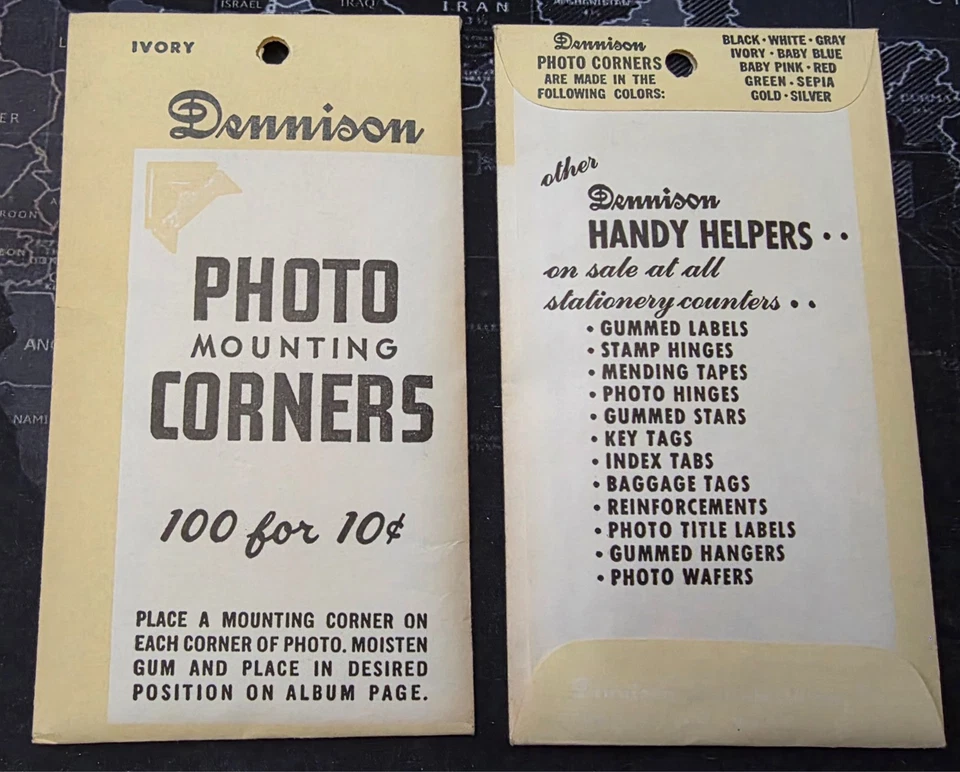 ISRAEL
IRAQ
IRAN
IVORY
Dennison
PHOTO
MOUNTING
CORNERS
100 for 10¢
PLACE A MOUNTING CORNER ON
EACH CORNER OF PHOTO. MOISTEN
GUM AND PLACE IN DESIRED
POSITION ON ALBUM PAGE.
Dennison
PHOTO CORNERS
ARE MADE IN THE
FOLLOWING COLORS:
BLACK • WHITE • GRAY
IVORY • BABY BLUE
BABY PINK • RED
GREEN • SEPIA
GOLD • SILVER
other
Dennison
HANDY HELPERS • •
on sale at all
stationery counters • •
• GUMMED LABELS
• STAMP HINGES
• MENDING TAPES
• PHOTO HINGES
• GUMMED STARS
• KEY TAGS
• INDEX TABS
• BAGGAGE TAGS
• REINFORCEMENTS
• PHOTO TITLE LABELS
• GUMMED HANGERS
• PHOTO WAFERS
Dennison